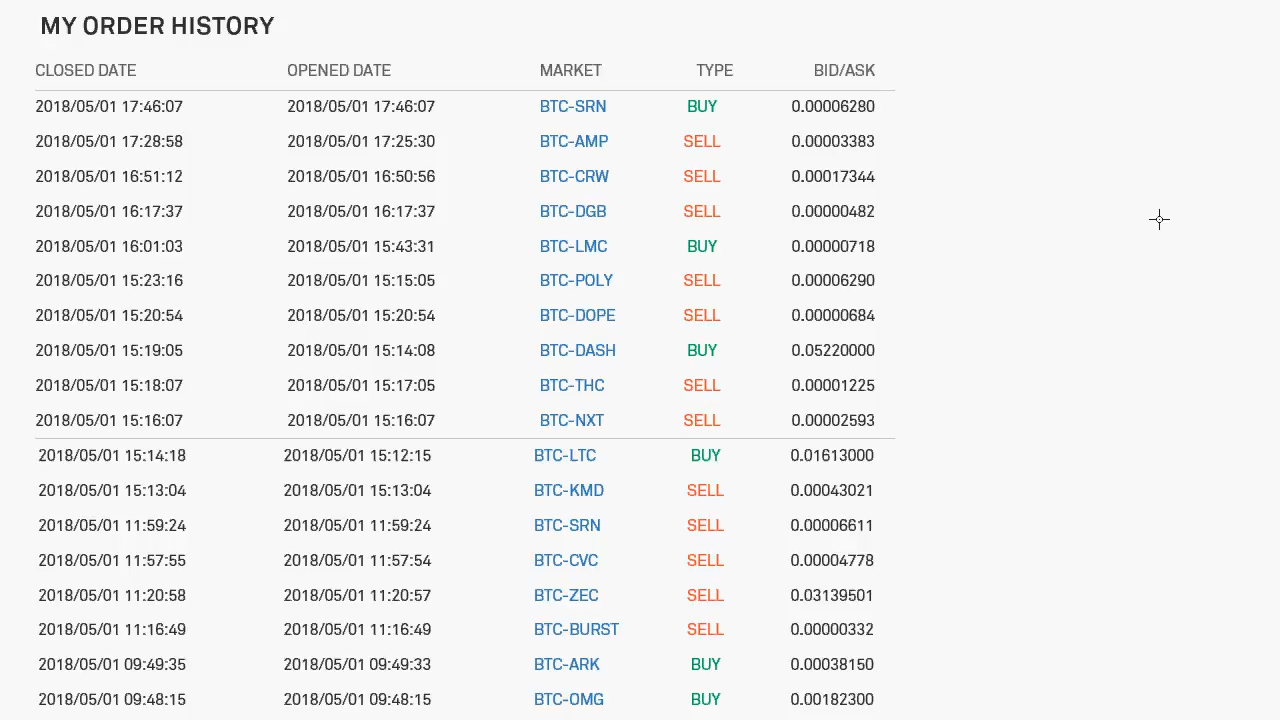 MY ORDER HISTORY
CLOSED DATE OPENED DATE MARKET TYPE BID/ASK
2018/05/01 17:46:07 2018/05/01 17:46:07 BTC-SRN BUY 0.00006280
2018/05/01 17:28:58 2018/05/01 17:25:30 BTC-AMP SELL 0.00003383
2018/05/01 16:51:12 2018/05/01 16:50:56 BTC-CRW SELL 0.00017344
2018/05/01 16:17:37 2018/05/01 16:17:37 BTC-DGB SELL 0.00000482
2018/05/01 16:01:03 2018/05/01 15:43:31 BTC-LMC BUY 0.00000718
2018/05/01 15:23:16 2018/05/01 15:15:05 BTC-POLY SELL 0.00006290
2018/05/01 15:20:54 2018/05/01 15:20:54 BTC-DOPE SELL 0.00000684
2018/05/01 15:19:05 2018/05/01 15:14:08 BTC-DASH BUY 0.05220000
2018/05/01 15:18:07 2018/05/01 15:17:05 BTC-THC SELL 0.00001225
2018/05/01 15:16:07 2018/05/01 15:16:07 BTC-NXT SELL 0.00002593
2018/05/01 15:14:18 2018/05/01 15:12:15 BTC-LTC BUY 0.01613000
2018/05/01 15:13:04 2018/05/01 15:13:04 BTC-KMD SELL 0.00043021
2018/05/01 11:59:24 2018/05/01 11:59:24 BTC-SRN SELL 0.00006611
2018/05/01 11:57:55 2018/05/01 11:57:54 BTC-CVC SELL 0.00004778
2018/05/01 11:20:58 2018/05/01 11:20:57 BTC-ZEC SELL 0.03139501
2018/05/01 11:16:49 2018/05/01 11:16:49 BTC-BURST SELL 0.00000332
2018/05/01 09:49:35 2018/05/01 09:49:33 BTC-ARK BUY 0.00038150
2018/05/01 09:48:15 2018/05/01 09:48:15 BTC-OMG BUY 0.00182300